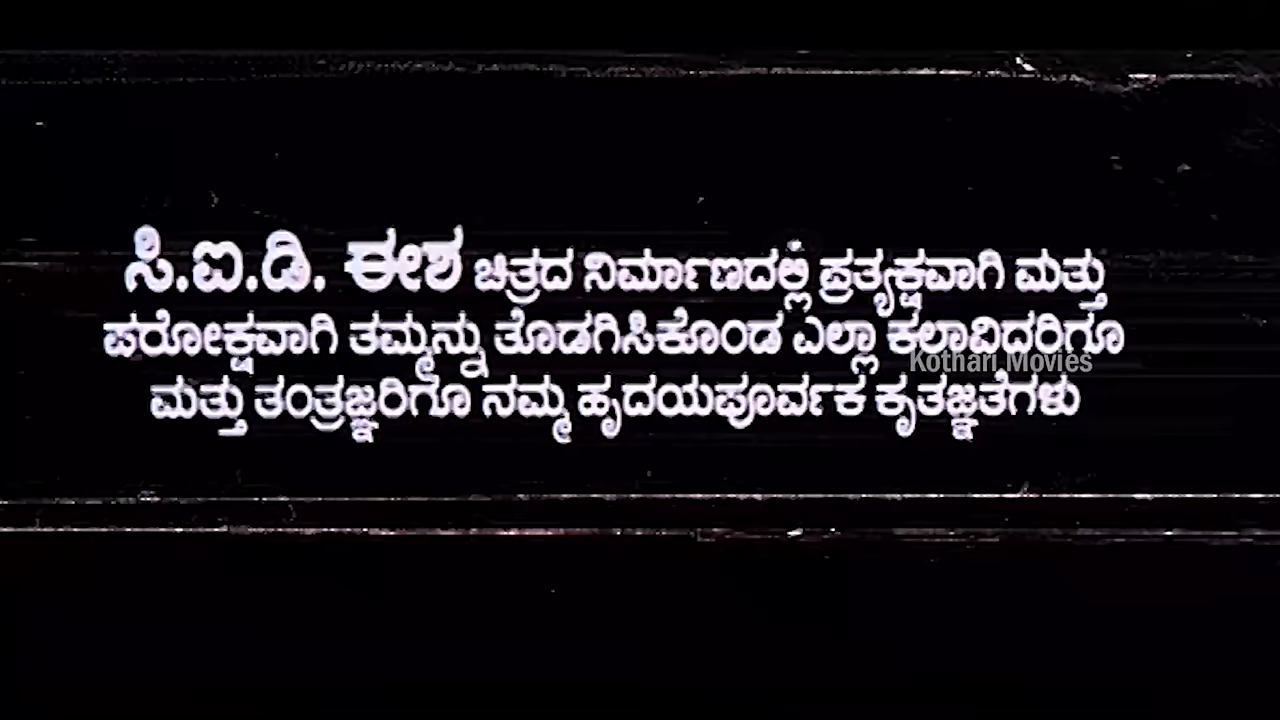 ಸಿ.ಐ.ಡಿ. ಈಶ ಚಿತ್ರದ ನಿರ್ಮಾಣದಲ್ಲಿ ಪ್ರತ್ಯಕ್ಷವಾಗಿ ಮತ್ತು
ಪರೋಕ್ಷವಾಗಿ ತಮ್ಮನ್ನು ತೊಡಗಿಸಿಕೊಂಡ ಎಲ್ಲಾ ಕಲಾವಿದರಿಗೂ
Kothari Movies
ಮತ್ತು ತಂತ್ರಜ್ಞರಿಗೂ ನಮ್ಮ ಹೃದಯಪೂರ್ವಕ ಕೃತಜ್ಞತೆಗಳು